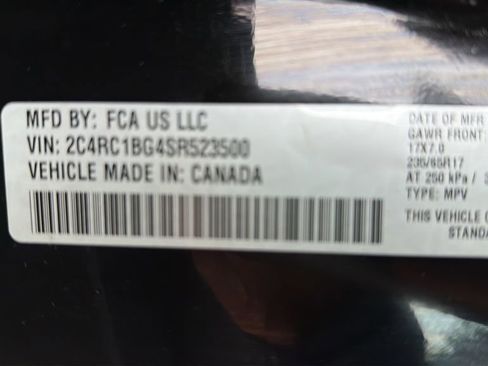 MFD BY: FCA US LLC
VIN: 2C4RC1BG4SR523500
VEHICLE MADE IN: CANADA
DATE OF MFR
GAWR FRONT:
17X7.0
235/65R17
AT 250 kPa /
TYPE: MPV
THIS VEHICLE
STANDA